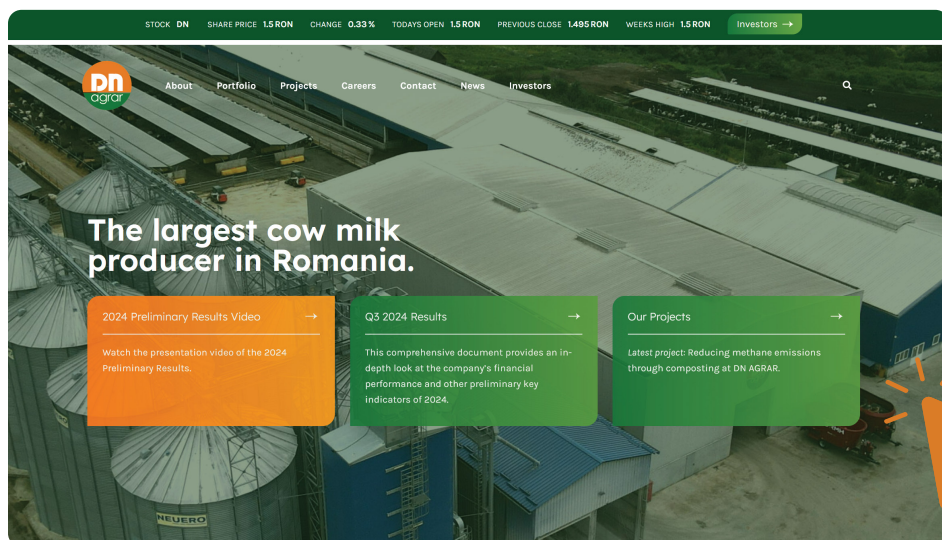 STOCK DN SHARE PRICE 1.5 RON CHANGE 0.33 % TODAYS OPEN 1.5 RON PREVIOUS CLOSE 1.495 RON WEEKS HIGH 1.5 RON Investors →
DN
agrar
About Portfolio Projects Careers Contact News Investors
The largest cow milk
producer in Romania.
2024 Preliminary Results Video →
Watch the presentation video of the 2024
Preliminary Results.
Q3 2024 Results →
This comprehensive document provides an in-
depth look at the company's financial
performance and other preliminary key
indicators of 2024.
Our Projects →
Latest project: Reducing methane emissions
through composting at DN AGRAR.
NEUERO